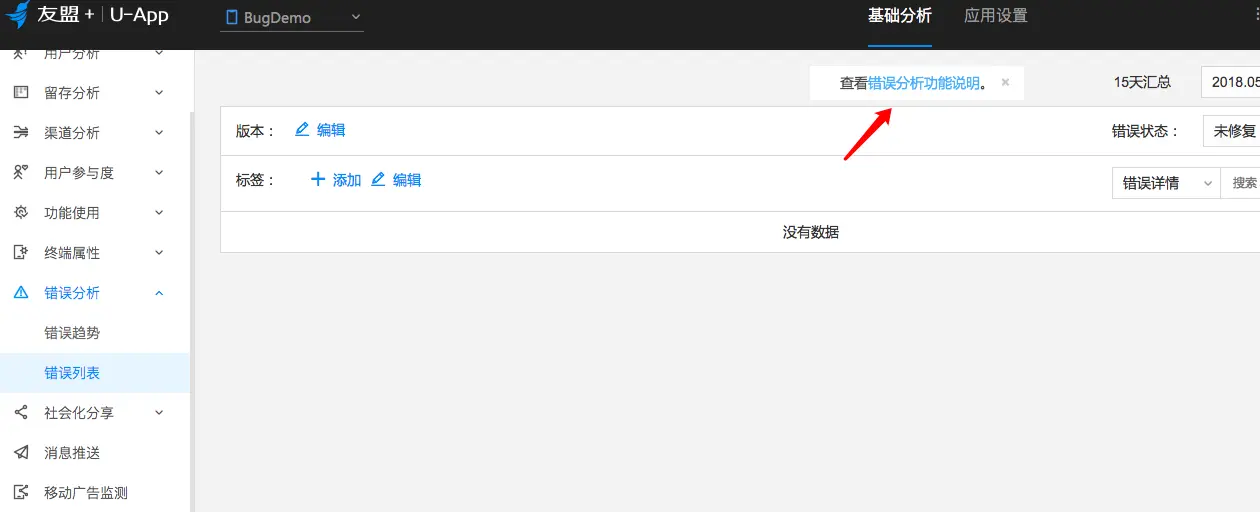 友盟+ | U-App
BugDemo
基础分析
应用设置
用户分析
留存分析
渠道分析
用户参与度
功能使用
终端属性
错误分析
错误趋势
错误列表
社会化分享
消息推送
移动广告监测
查看错误分析功能说明。 ×
15天汇总
2018.05
版本： 编辑
错误状态： 未修复
标签： 添加 编辑
错误详情 搜索
没有数据